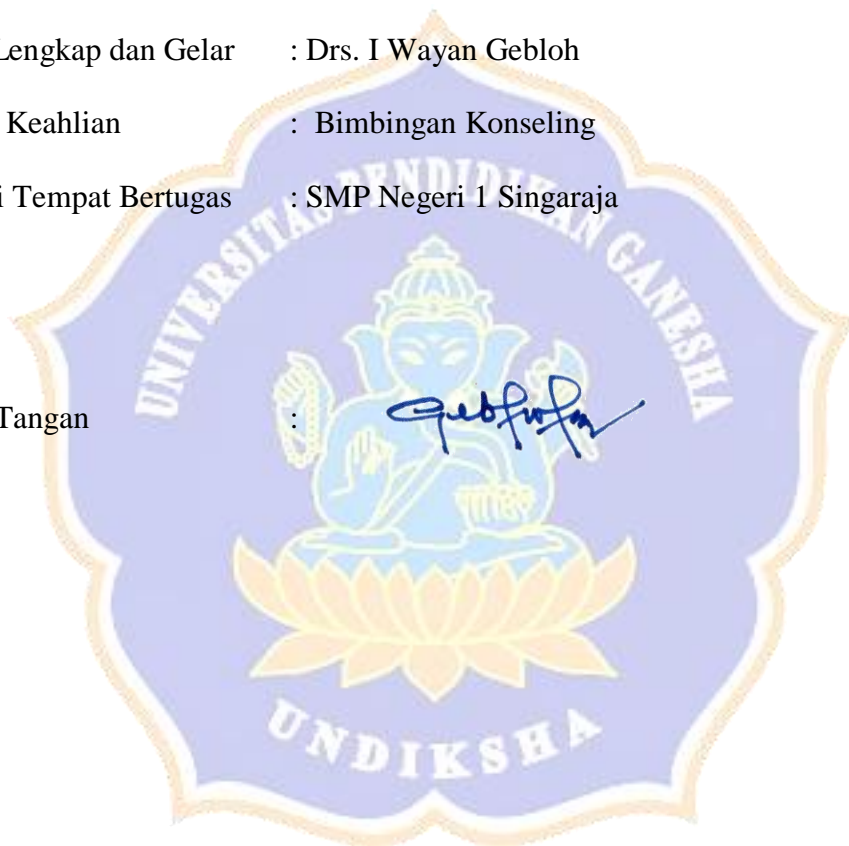 Lengkap dan Gelar : Drs. I Wayan Gebloh
Keahlian : Bimbingan Konseling
i Tempat Bertugas : SMP Negeri 1 Singaraja
UNIVERSITAS PENDIDIKAN GANESHA
Tangan :
UNDIKSHA